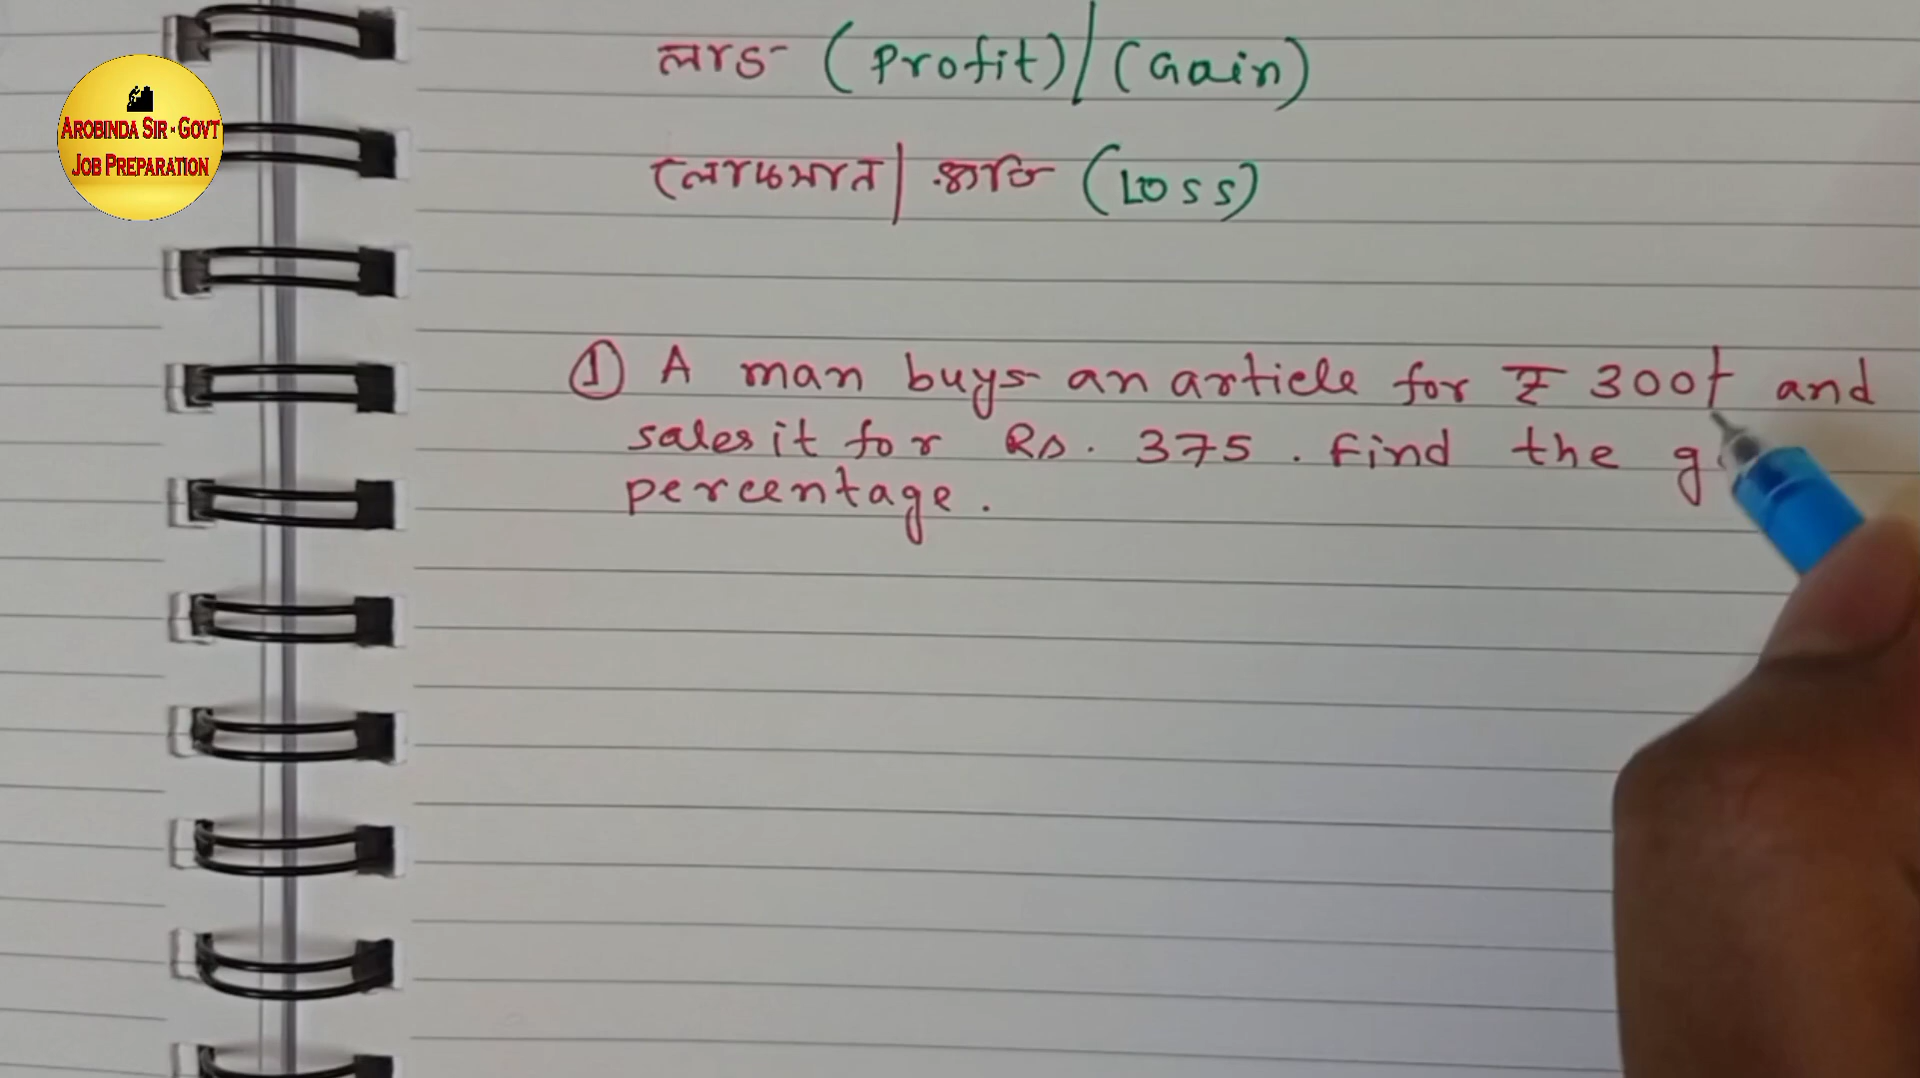 AROBINDA SIR - GOVT
JOB PREPARATION
লাভ (Profit) / (Gain)
লোকসান | ক্ষতি (Loss)
① A man buys an article for ₹ 300/- and
sales it for Rs. 375. Find the
percentage.